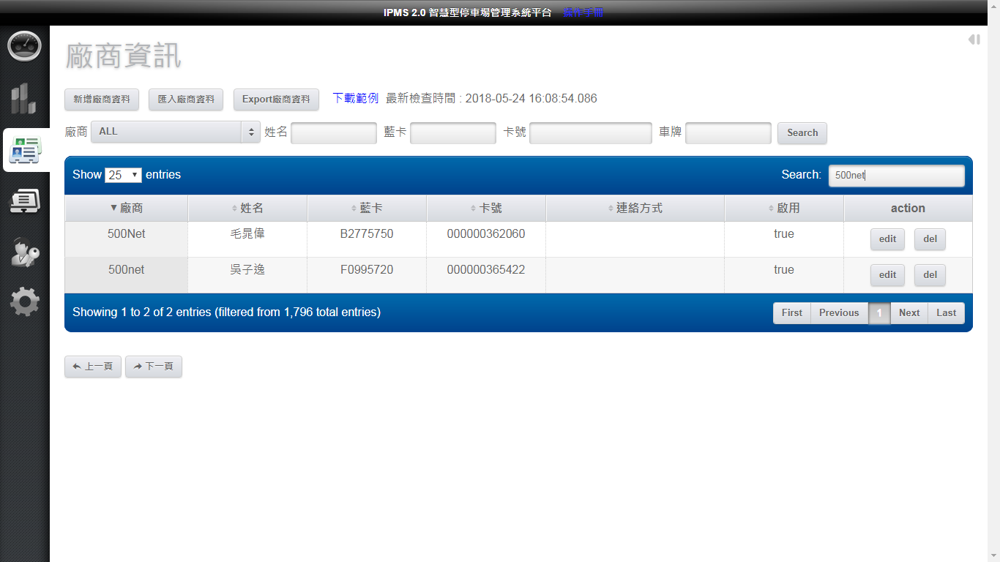 IPMS 2.0 智慧型停車場管理系統平台 操作手冊
廠商資訊
新增廠商資料 匯入廠商資料 Export廠商資料 下載範例 最新檢查時間 : 2018-05-24 16:08:54.086
廠商 ALL 姓名 藍卡 卡號 車牌 Search
Show 25 entries Search: 500net
廠商 姓名 藍卡 卡號 連絡方式 啟用 action
500Net 毛晁偉 B2775750 000000362060 true edit del
500net 吳子逸 F0995720 000000365422 true edit del
Showing 1 to 2 of 2 entries (filtered from 1,796 total entries) First Previous 1 Next Last
上一頁 下一頁